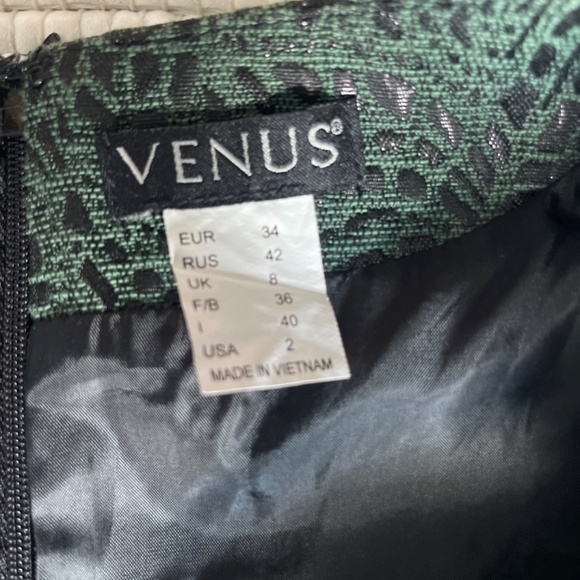 VENUS®
EUR 34
RUS 42
UK 8
F/B 36
I 40
USA 2
MADE IN VIETNAM